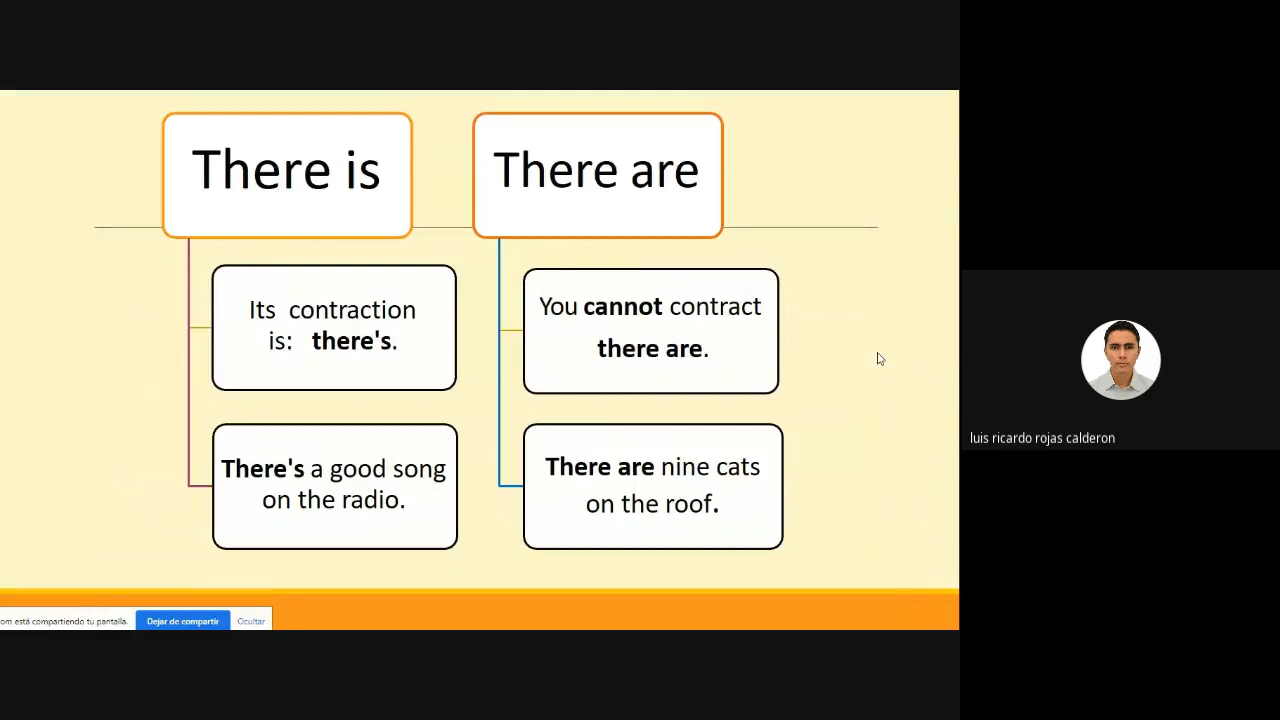 There is
There are
Its contraction
is: there's.
You cannot contract
there are.
There's a good song
on the radio.
There are nine cats
on the roof.
om está compartiendo tu pantalla.
Dejar de compartir
Ocultar
luis ricardo rojas calderon